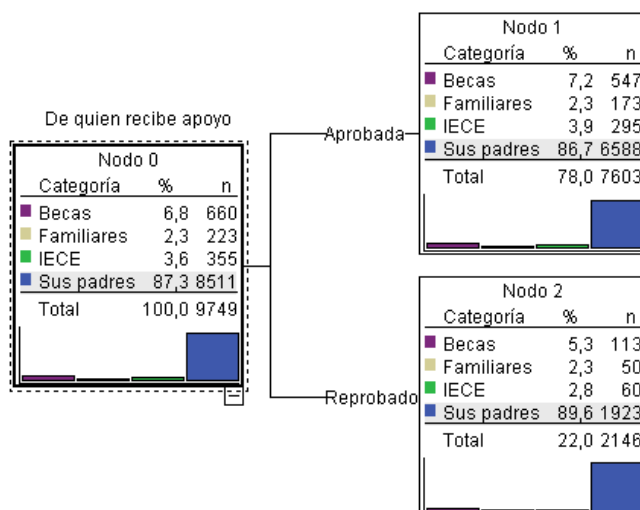 De quien recibe apoyo
Nodo 0
Categoría % n
Becas 6,8 660
Familiares 2,3 223
IECE 3,6 355
Sus padres 87,3 8511
Total 100,0 9749
Aprobada
Nodo 1
Categoría % n
Becas 7,2 547
Familiares 2,3 173
IECE 3,9 295
Sus padres 86,7 6588
Total 78,0 7603
Reprobado
Nodo 2
Categoría % n
Becas 5,3 113
Familiares 2,3 50
IECE 2,8 60
Sus padres 89,6 1923
Total 22,0 2146